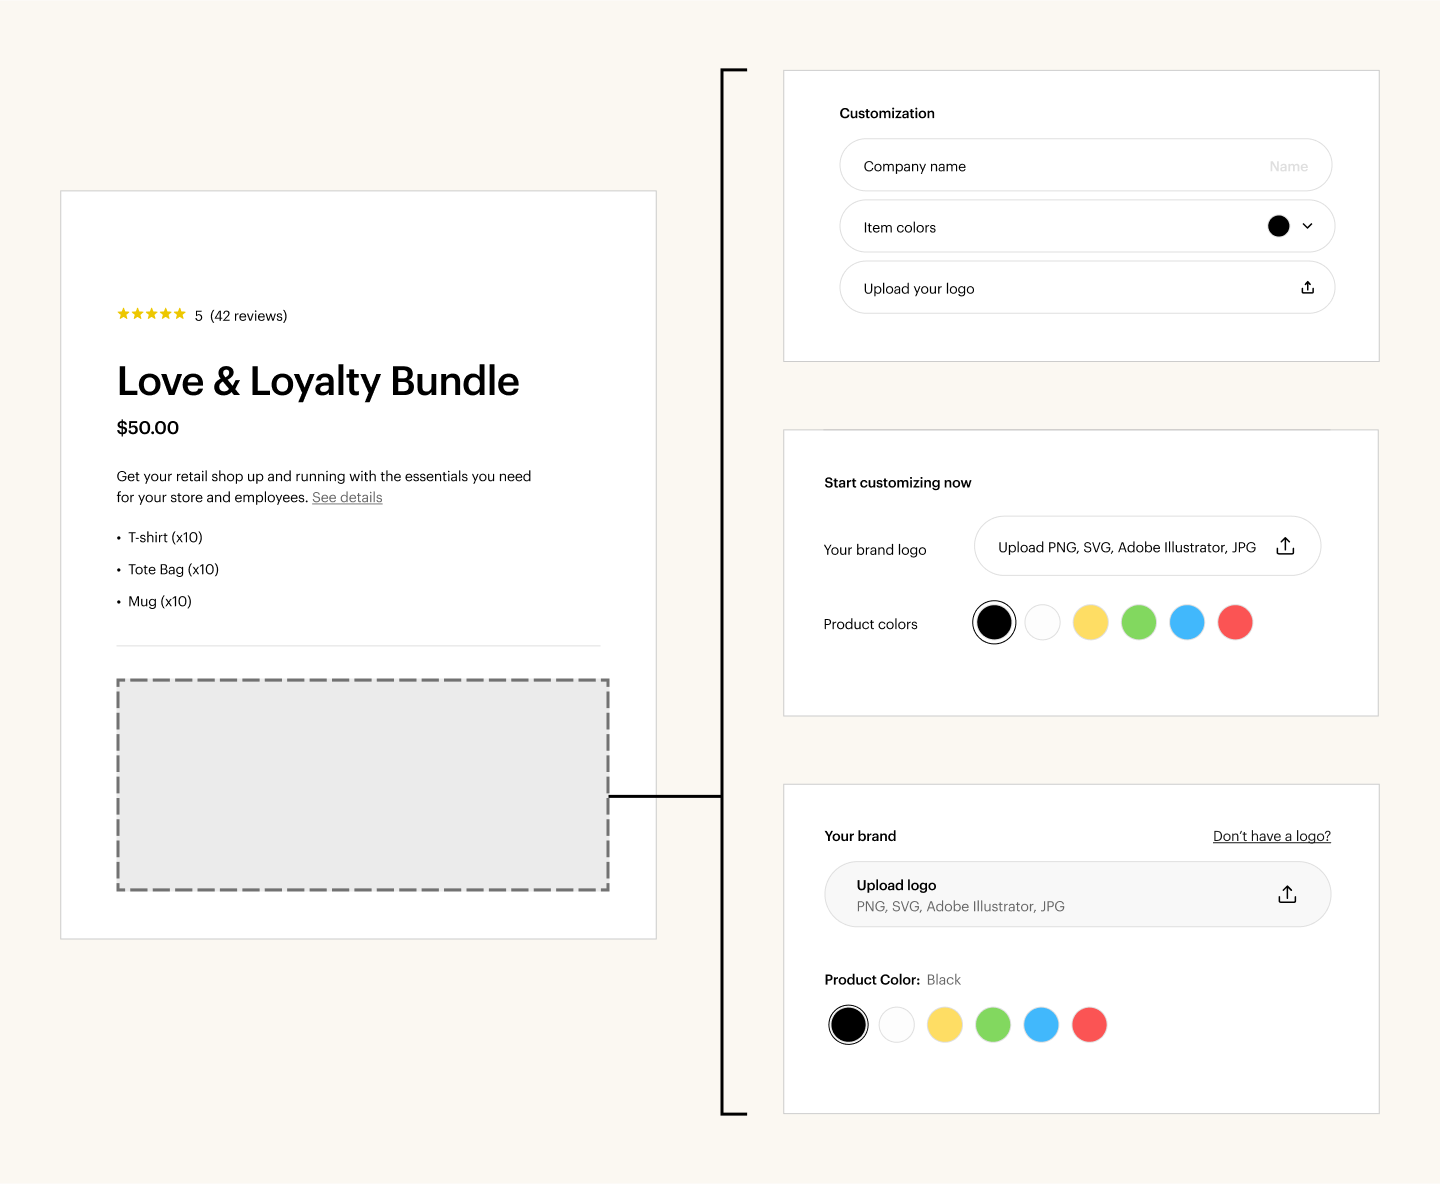 5 (42 reviews)
Love & Loyalty Bundle
$50.00
Get your retail shop up and running with the essentials you need
for your store and employees. See details
• T-shirt (x10)
• Tote Bag (x10)
• Mug (x10)
Customization
Company name Name
Item colors
Upload your logo
Start customizing now
Your brand logo Upload PNG, SVG, Adobe Illustrator, JPG
Product colors
Your brand Don’t have a logo?
Upload logo
PNG, SVG, Adobe Illustrator, JPG
Product Color: Black